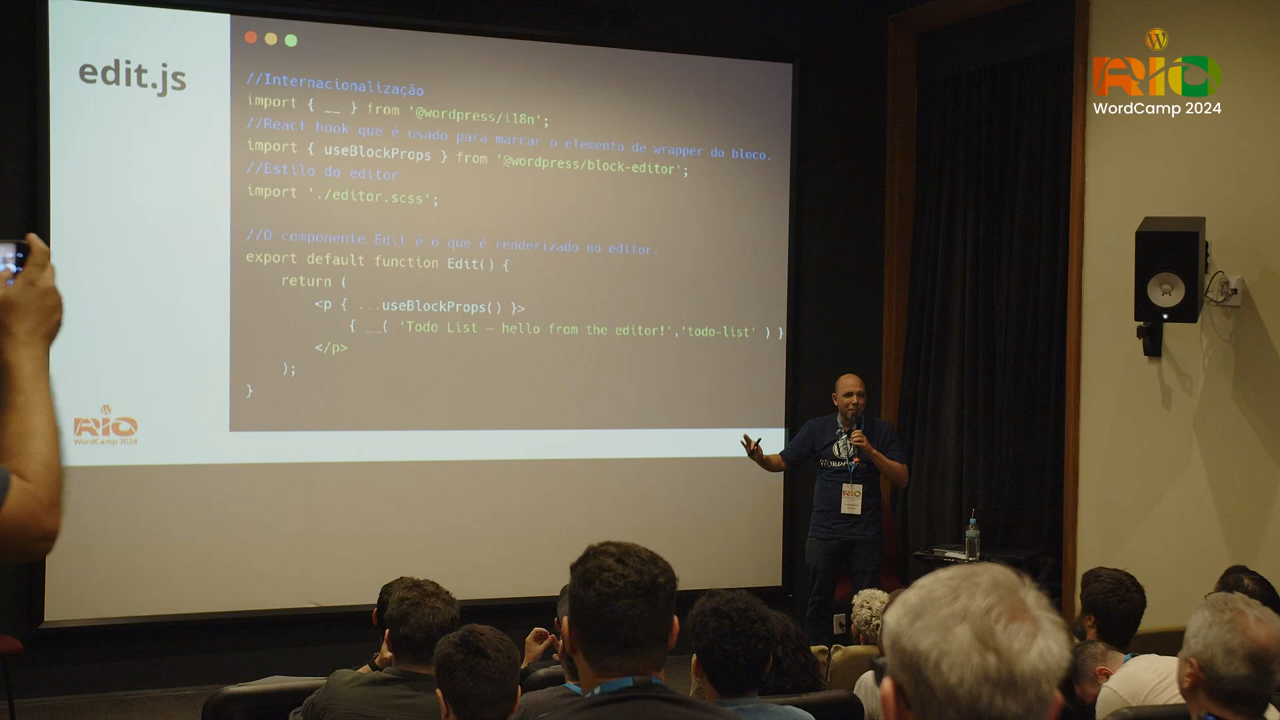 edit.js
//Internacionalização
import { __ } from '@wordpress/i18n';
//React hook que é usado para marcar o elemento de wrapper do bloco.
import { useBlockProps } from '@wordpress/block-editor';
//Estilo do editor
import './editor.scss';
//O componente Edit é o que é renderizado no editor.
export default function Edit() {
return (
<p { ...useBlockProps() }>
{ __( 'Todo List – hello from the editor!','todo-list' ) }
</p>
);
}
RIO
WordCamp 2024
RIO
WordCamp 2024
RIO